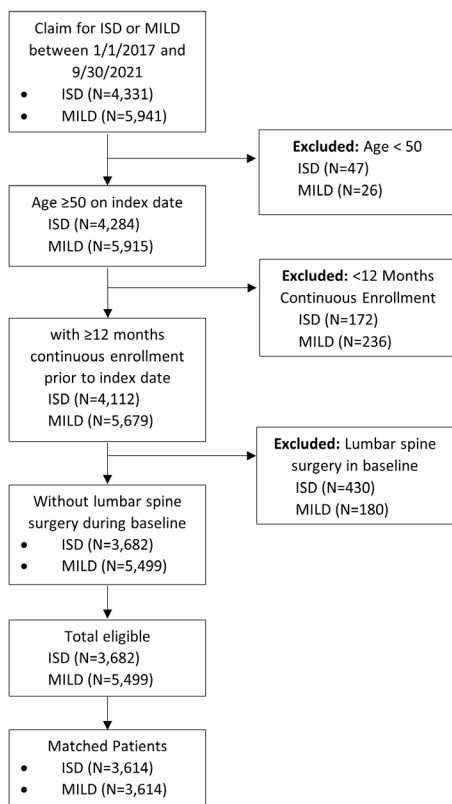 Claim for ISD or MILD
between 1/1/2017 and
9/30/2021
• ISD (N=4,331)
• MILD (N=5,941)
Excluded: Age < 50
ISD (N=47)
MILD (N=26)
Age ≥50 on index date
ISD (N=4,284)
MILD (N=5,915)
Excluded: <12 Months
Continuous Enrollment
ISD (N=172)
MILD (N=236)
with ≥12 months
continuous enrollment
prior to index date
ISD (N=4,112)
MILD (N=5,679)
Excluded: Lumbar spine
surgery in baseline
ISD (N=430)
MILD (N=180)
Without lumbar spine
surgery during baseline
• ISD (N=3,682)
• MILD (N=5,499)
Total eligible
ISD (N=3,682)
MILD (N=5,499)
Matched Patients
• ISD (N=3,614)
• MILD (N=3,614)